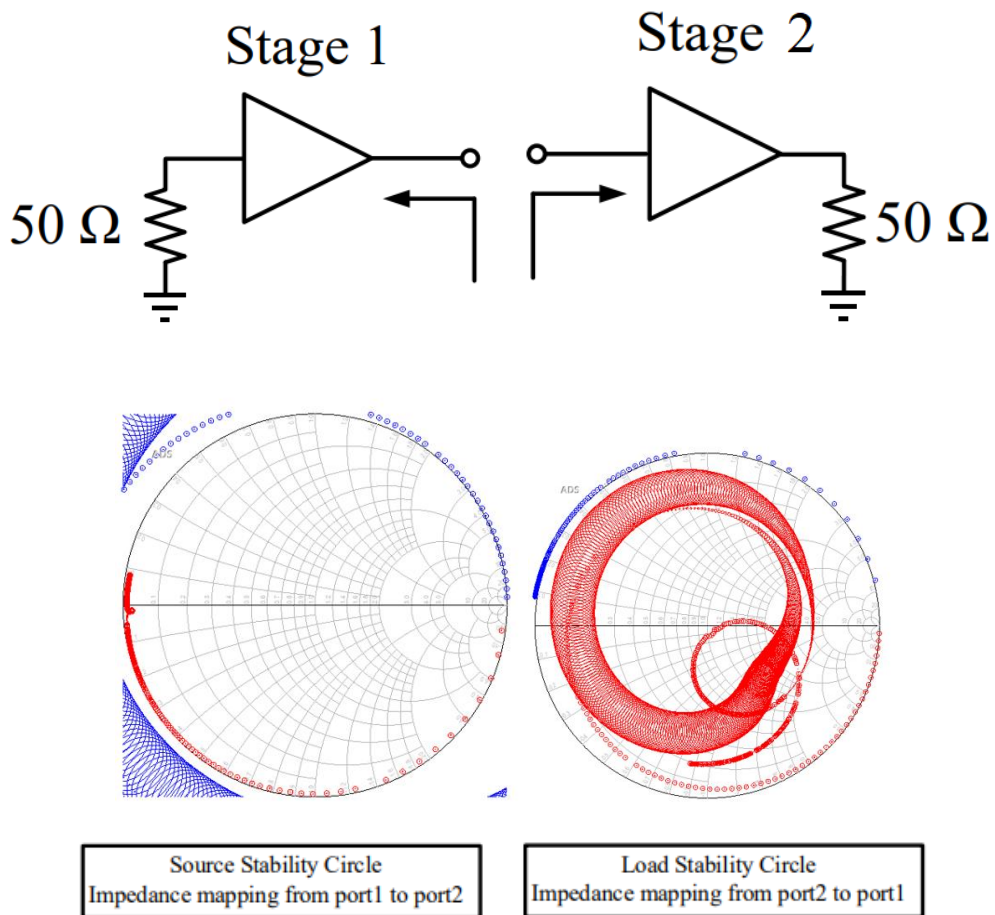 Stage 1
Stage 2
50 Ω
50 Ω
ADS
ADS
Source Stability Circle
Impedance mapping from port1 to port2
Load Stability Circle
Impedance mapping from port2 to port1